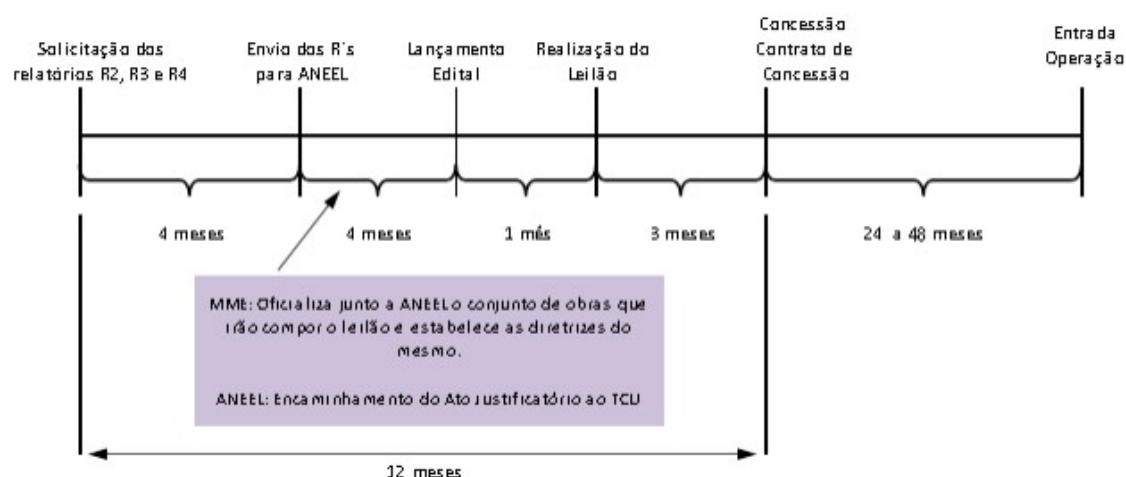 Solicitação dos
relatórios R2, R3 e R4
Envio dos R's
para ANEEL
Lançamento
Edital
Realização do
Leilão
Concessão
Contrato de
Concessão
Entrada
Operação
4 meses
4 meses
1 mês
3 meses
24 a 48 meses
MME: Oficializa junto a ANEEL o conjunto de obras que
irão compor o leilão e estabelece as diretrizes do
mesmo.
ANEEL: Encaminhamento do Ato Justificatório ao TCU
12 meses